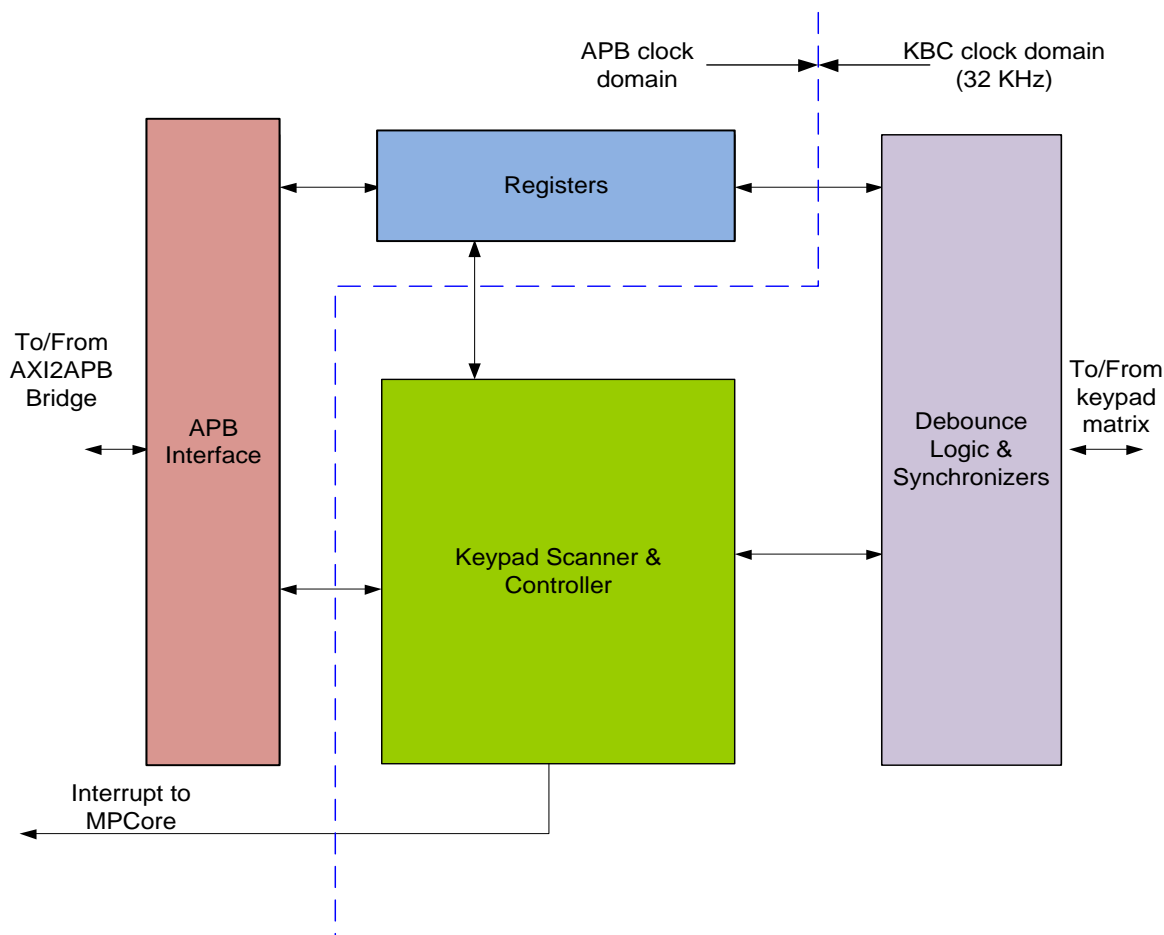 APB clock
domain
KBC clock domain
(32 KHz)
Registers
To/From
AXI2APB
Bridge
APB
Interface
Debounce
Logic &
Synchronizers
To/From
keypad
matrix
Keypad Scanner &
Controller
Interrupt to
MPCore